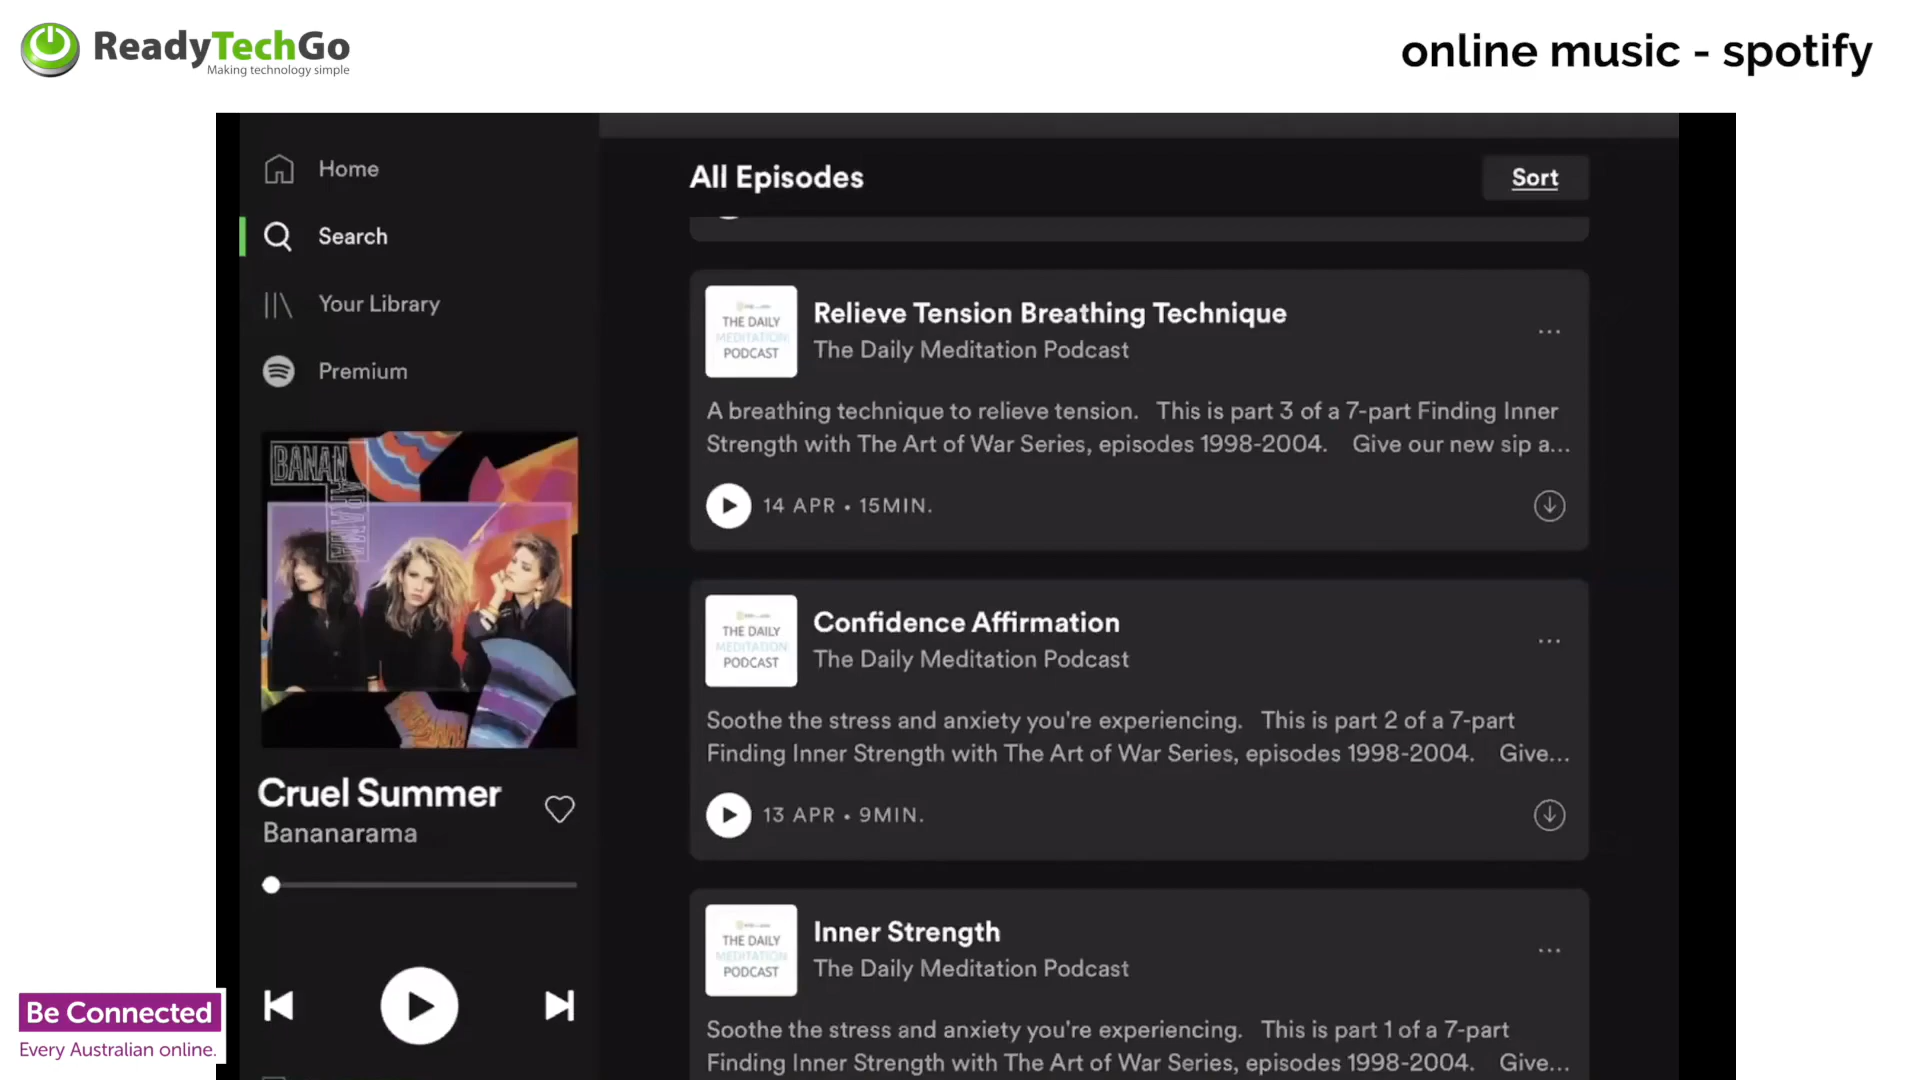 ReadyTechGo
Making technology simple
online music - spotify
Home
Search
Your Library
Premium
BANAN
ARAMA
Cruel Summer
Bananarama
All Episodes
Sort
THE DAILY
MEDITATION
PODCAST
Relieve Tension Breathing Technique
The Daily Meditation Podcast
...
A breathing technique to relieve tension. This is part 3 of a 7-part Finding Inner
Strength with The Art of War Series, episodes 1998-2004. Give our new sip a...
14 APR • 15MIN.
THE DAILY
MEDITATION
PODCAST
Confidence Affirmation
The Daily Meditation Podcast
...
Soothe the stress and anxiety you're experiencing. This is part 2 of a 7-part
Finding Inner Strength with The Art of War Series, episodes 1998-2004. Give...
13 APR • 9MIN.
THE DAILY
MEDITATION
PODCAST
Inner Strength
The Daily Meditation Podcast
...
Soothe the stress and anxiety you're experiencing. This is part 1 of a 7-part
Finding Inner Strength with The Art of War Series, episodes 1998-2004. Give...
Be Connected
Every Australian online.